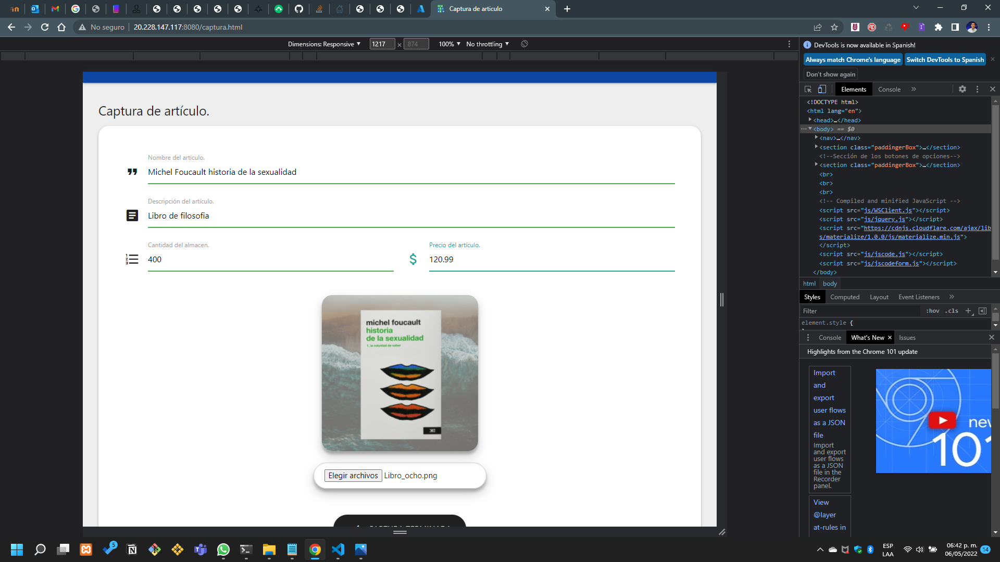 Captura de articulo
No seguro
20.228.147.117:8080/captura.html
Dimensions: Responsive
1217 × 874
100%
No throttling
DevTools is now available in Spanish!
Always match Chrome's language
Switch DevTools to Spanish
Don't show again
Elements
Console
<!DOCTYPE html>
<html lang="en">
<head>…</head>
<body> == $0
<nav>…</nav>
<section class="paddingerBox">…</section>
<!--Sección de los botones de opciones-->
<section class="paddingerBox">…</section>
<br>
<br>
<br>
<!-- Compiled and minified JavaScript -->
<script src="js/WSClient.js"></script>
<script src="js/jquery.js"></script>
<script src="https://cdnjs.cloudflare.com/ajax/lib
s/materialize/1.0.0/js/materialize.min.js">
</script>
<script src="js/jscode.js"></script>
<script src="js/jscodeform.js"></script>
</body>
html
body
Styles
Computed
Layout
Event Listeners
Filter
:hov
.cls
element.style {
Console
What's New
Issues
Highlights from the Chrome 101 update
Import
and
export
user flows
as a JSON
file
Import
and export
user flows
as a JSON
file in the
Recorder
panel.
View
@layer
at-rules in
new
101
Captura de artículo.
Nombre del articulo.
Michel Foucault historia de la sexualidad
Descripción del artículo.
Libro de filosofia
Cantidad del almacen.
400
Precio del artículo.
120.99
michel foucault
historia
de la sexualidad
1. la voluntad de saber
Elegir archivos
Libro_ocho.png
5
ESP
LAA
06:42 p. m.
06/05/2022
14